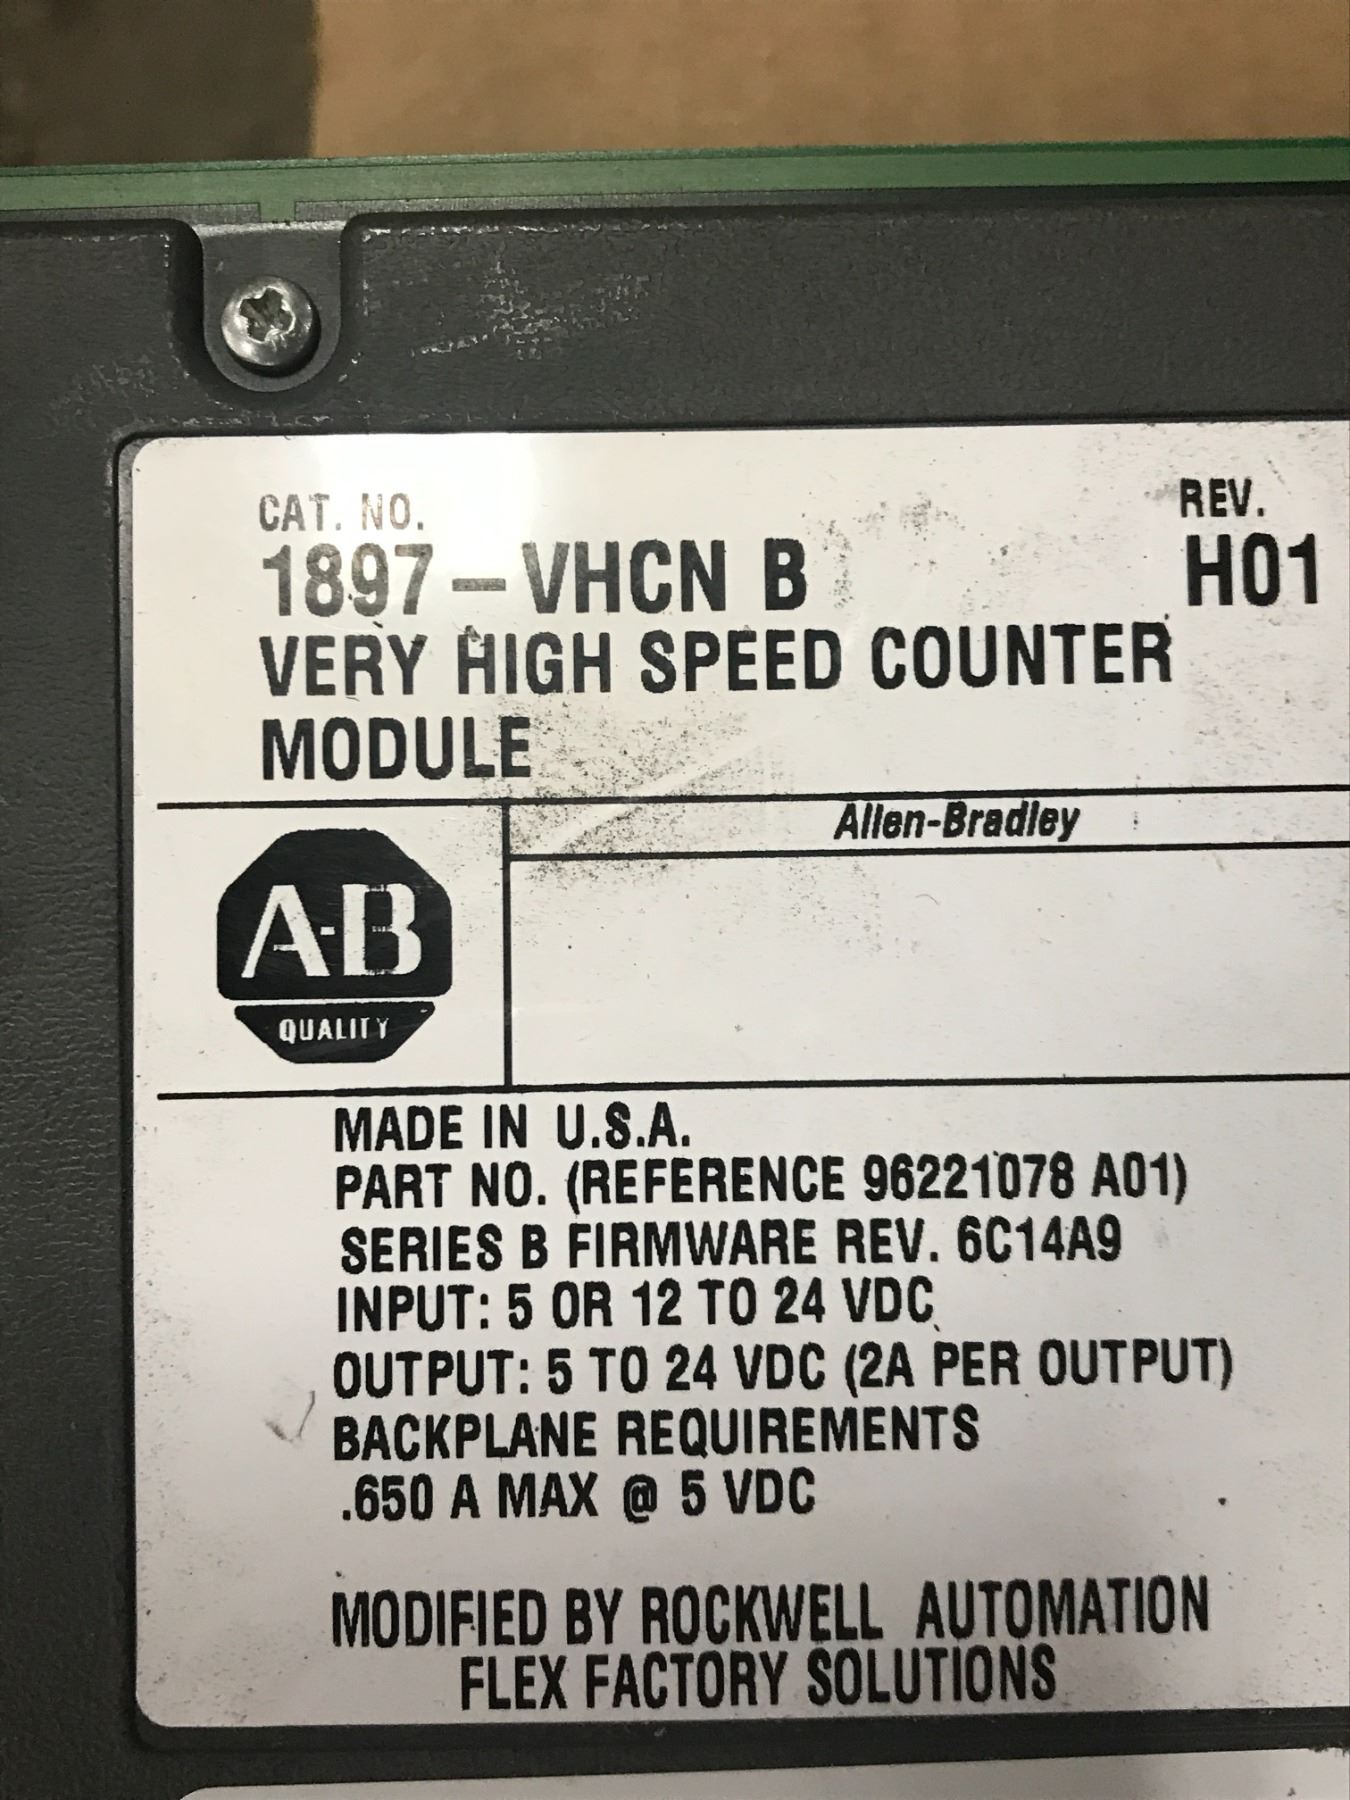 CAT. NO.
REV.
1897-VHCN B
H01
VERY HIGH SPEED COUNTER
MODULE
Allen-Bradley
A-B
QUALITY
MADE IN U.S.A.
PART NO. (REFERENCE 96221078 A01)
SERIES B FIRMWARE REV. 6C14A9
INPUT: 5 OR 12 TO 24 VDC
OUTPUT: 5 TO 24 VDC (2A PER OUTPUT)
BACKPLANE REQUIREMENTS
.650 A MAX @ 5 VDC
MODIFIED BY ROCKWELL AUTOMATION
FLEX FACTORY SOLUTIONS